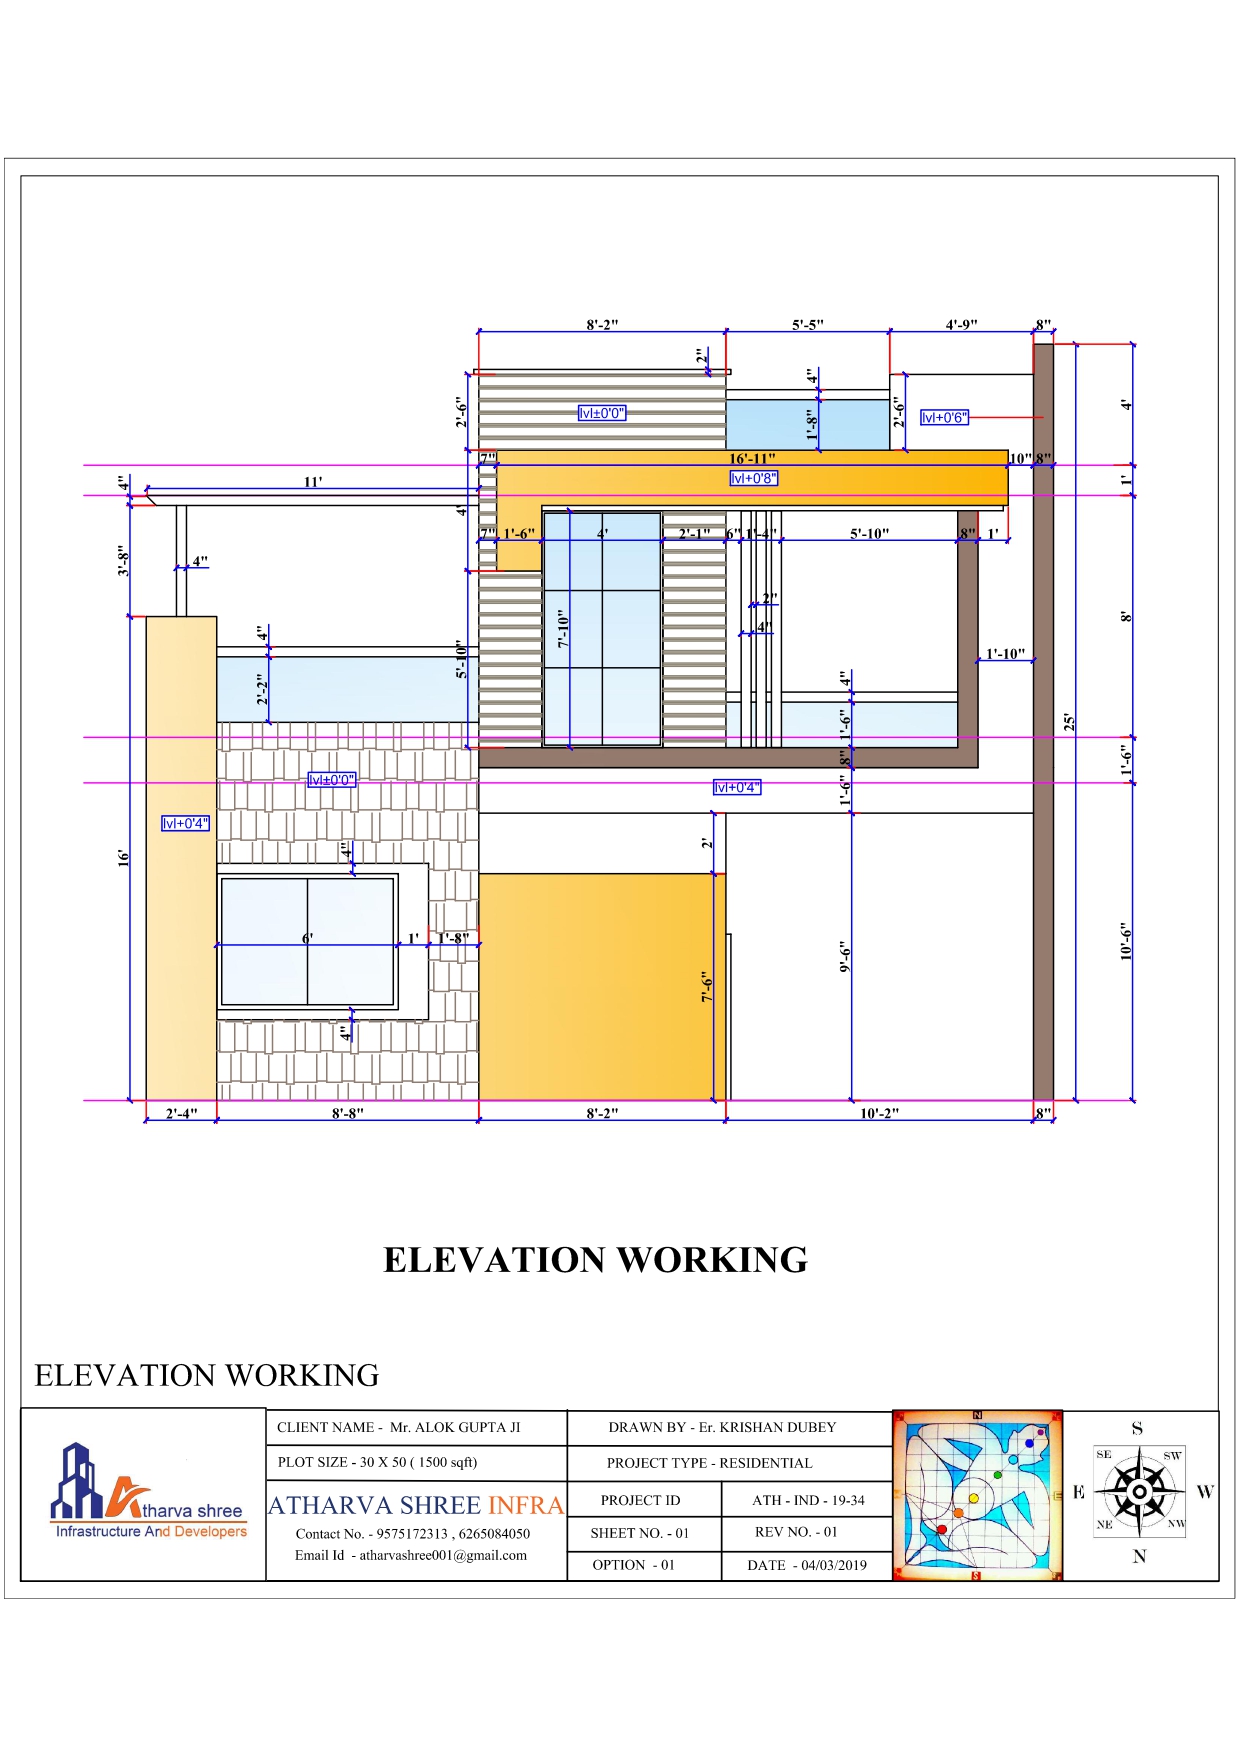 8'-2" 5'-5" 4'-9" 8"
2"
4"
2'-6" lvl±0'0" 1'-8" 2'-6" lvl+0'6" 4'
7" 16'-11" 10" 8"
lvl+0'8"
11'
4" 4' 1'
7" 1'-6" 4' 2'-1" 6" 1'-4" 5'-10" 8" 1'
3'-8" 4"
2"
4" 7'-10" 4" 8'
5'-10" 1'-10"
2'-2" 4"
1'-6" 25'
8" 1'-6"
lvl±0'0" lvl+0'4" 1'-6"
lvl+0'4"
16' 4" 2'
6' 1' 1'-8" 9'-6" 10'-6"
7'-6"
4"
2'-4" 8'-8" 8'-2" 10'-2" 8"
ELEVATION WORKING
ELEVATION WORKING
tharva shree
Infrastructure And Developers
CLIENT NAME - Mr. ALOK GUPTA JI
PLOT SIZE - 30 X 50 ( 1500 sqft)
ATHARVA SHREE INFRA
Contact No. - 9575172313 , 6265084050
Email Id - atharvashree001@gmail.com
DRAWN BY - Er. KRISHAN DUBEY
PROJECT TYPE - RESIDENTIAL
PROJECT ID ATH - IND - 19-34
SHEET NO. - 01 REV NO. - 01
OPTION - 01 DATE - 04/03/2019
N
E
S
S
SE SW
E W
NE NW
N